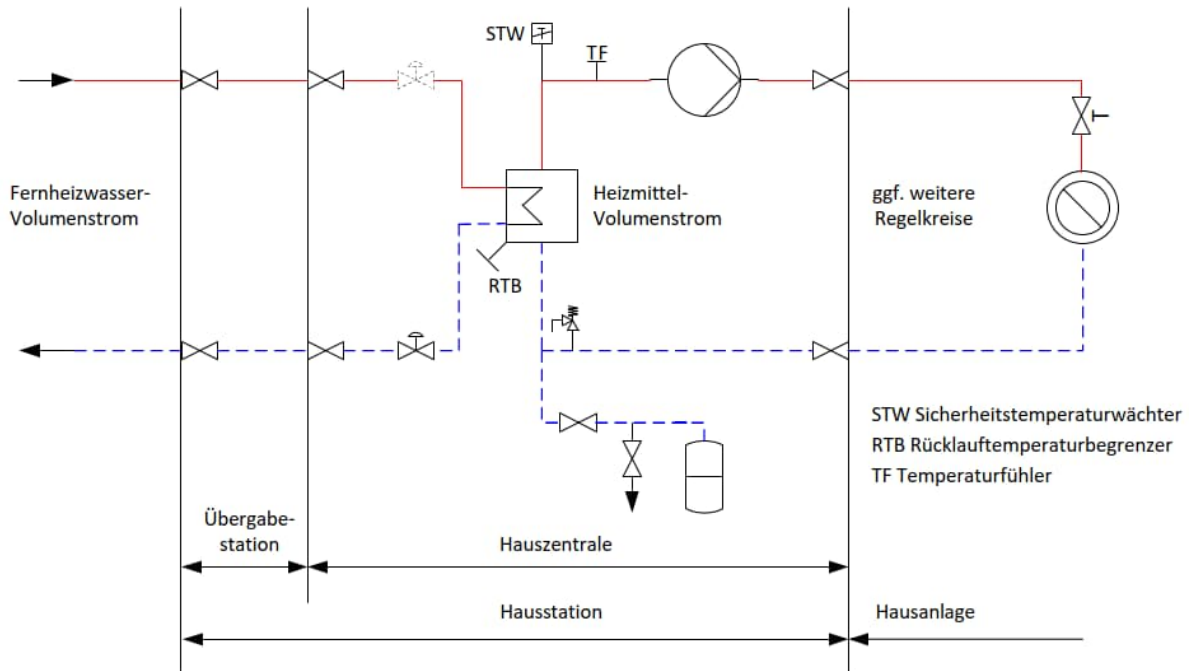 STW
TF
Fernheizwasser-
Volumenstrom
Heizmittel-
Volumenstrom
ggf. weitere
Regelkreise
RTB
STW Sicherheitstemperaturwächter
RTB Rücklauftemperaturbegrenzer
TF Temperaturfühler
Übergabe-
station
Hauszentrale
Hausstation
Hausanlage